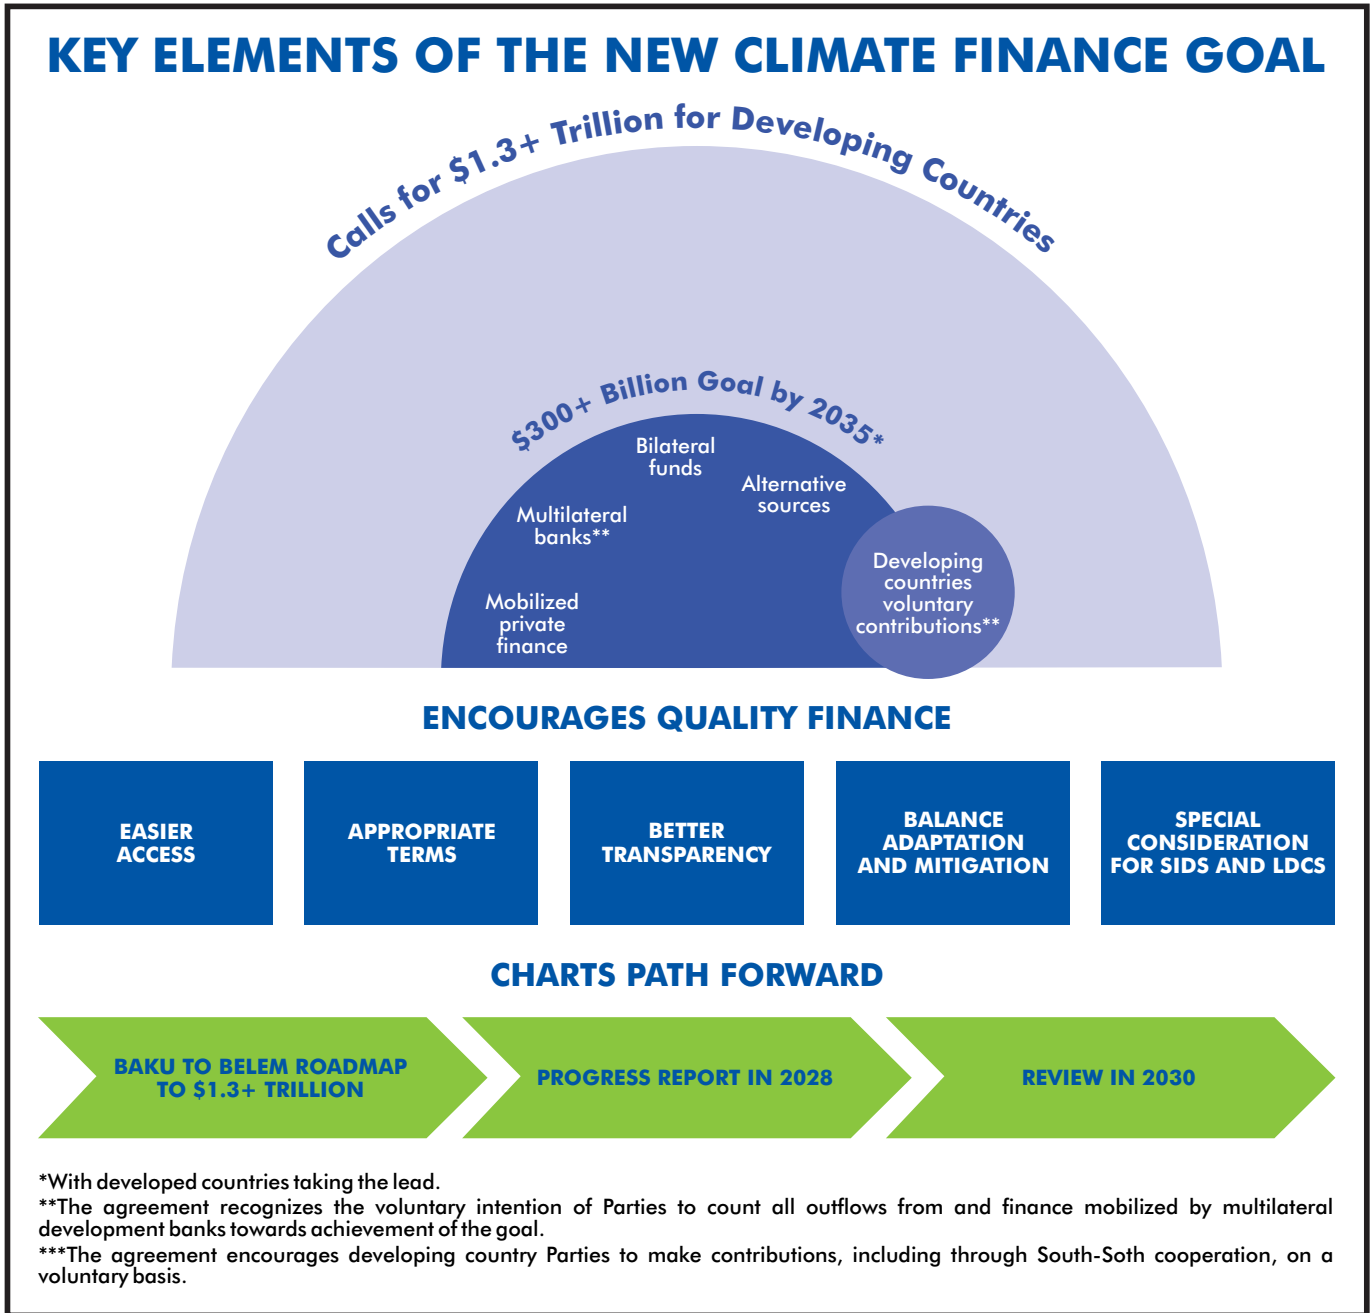 KEY ELEMENTS OF THE NEW CLIMATE FINANCE GOAL
Calls for $1.3+ Trillion for Developing Countries
$300+ Billion Goal by 2035*
Bilateral
funds
Alternative
sources
Multilateral
banks**
Developing
countries
voluntary
contributions**
Mobilized
private
finance
ENCOURAGES QUALITY FINANCE
EASIER
ACCESS
APPROPRIATE
TERMS
BETTER
TRANSPARENCY
BALANCE
ADAPTATION
AND MITIGATION
SPECIAL
CONSIDERATION
FOR SIDS AND LDCS
CHARTS PATH FORWARD
BAKU TO BELEM ROADMAP
TO $1.3+ TRILLION
PROGRESS REPORT IN 2028
REVIEW IN 2030
*With developed countries taking the lead.
**The agreement recognizes the voluntary intention of Parties to count all outflows from and finance mobilized by multilateral
development banks towards achievement of the goal.
***The agreement encourages developing country Parties to make contributions, including through South-Soth cooperation, on a
voluntary basis.